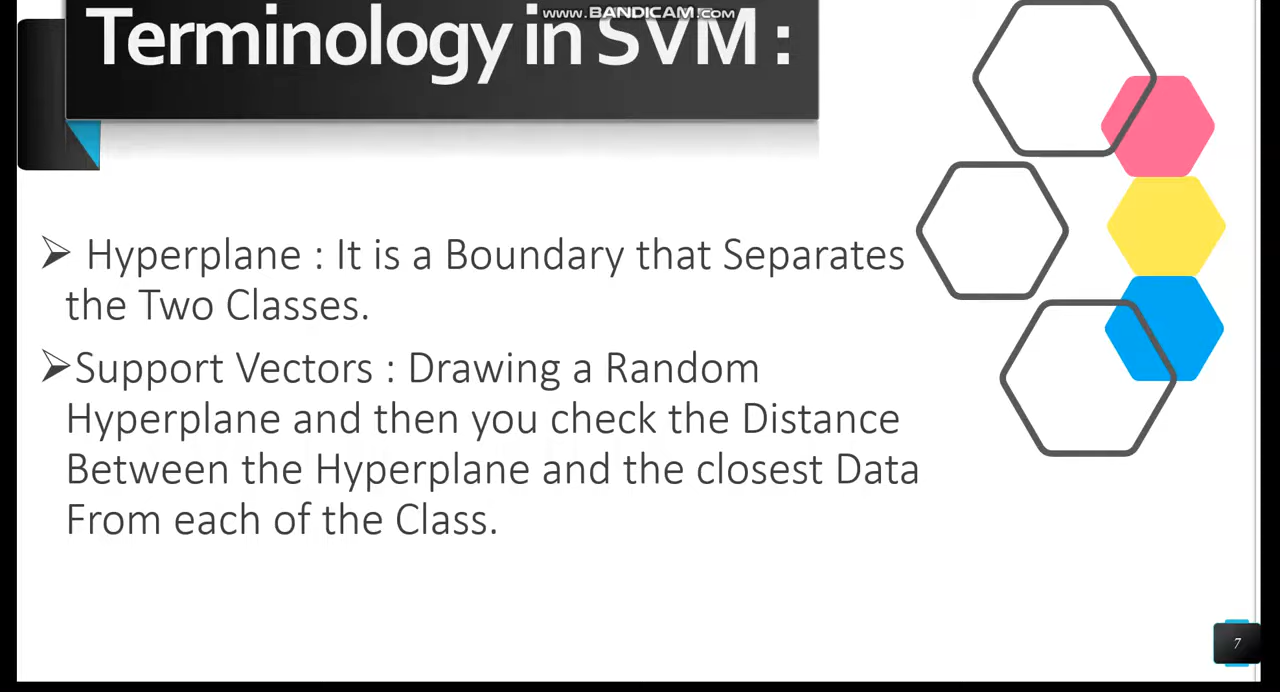 www.BANDICAM.com
Terminology in SVM :
➢ Hyperplane : It is a Boundary that Separates
the Two Classes.
➢Support Vectors : Drawing a Random
Hyperplane and then you check the Distance
Between the Hyperplane and the closest Data
From each of the Class.
7